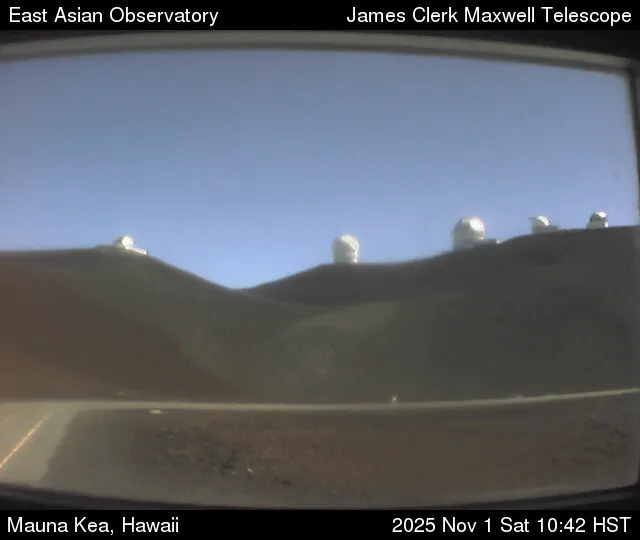 East Asian Observatory
James Clerk Maxwell Telescope
Mauna Kea, Hawaii
2025 Nov 1 Sat 10:42 HST